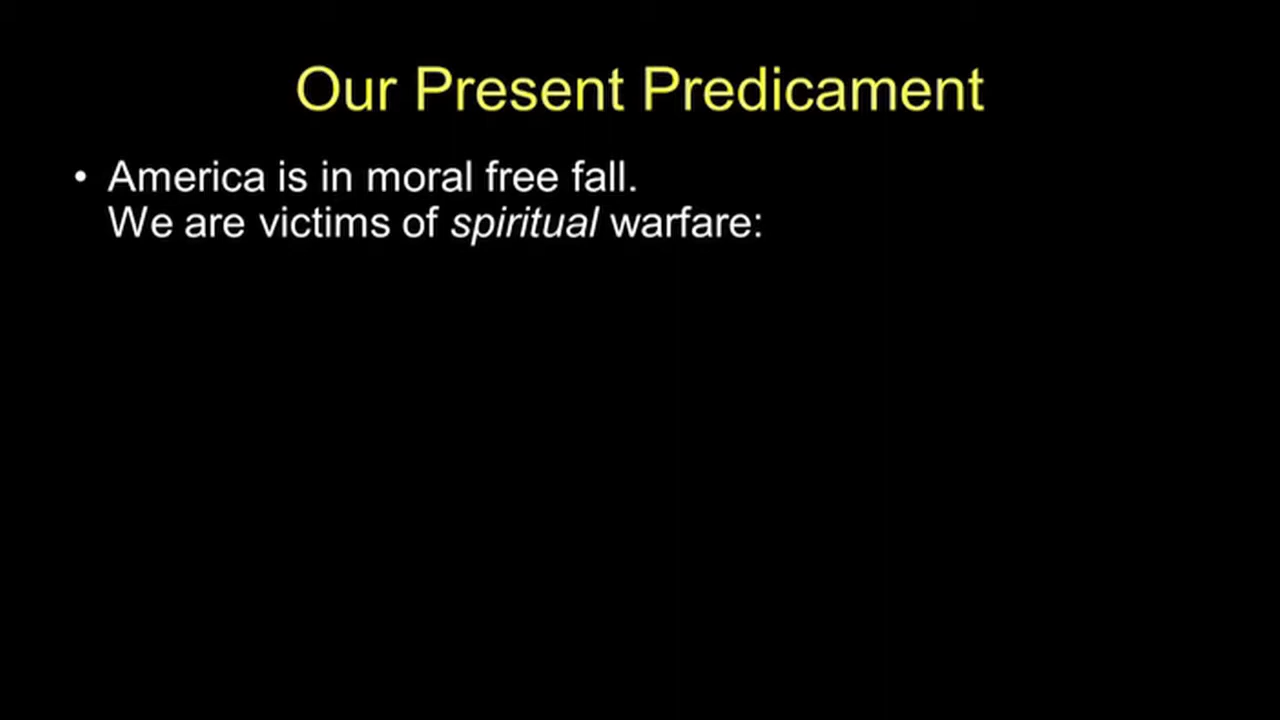 Our Present Predicament
• America is in moral free fall.
We are victims of spiritual warfare: